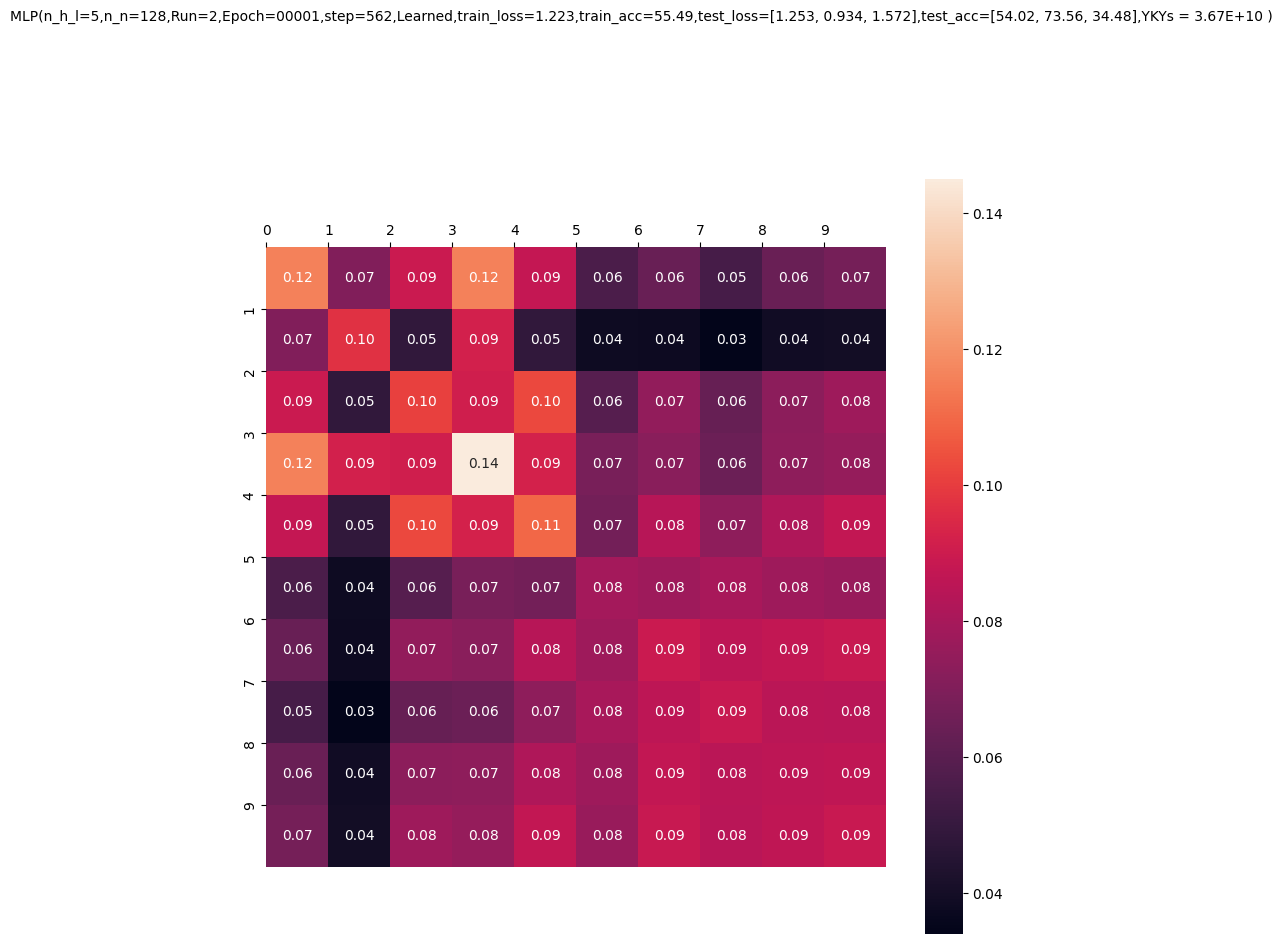 MLP(n_h_l=5,n_n=128,Run=2,Epoch=00001,step=562,Learned,train_loss=1.223,train_acc=55.49,test_loss=[1.253, 0.934, 1.572],test_acc=[54.02, 73.56, 34.48],YKYs = 3.67E+10 )
0 1 2 3 4 5 6 7 8 9
0.12 0.07 0.09 0.12 0.09 0.06 0.06 0.05 0.06 0.07
1
0.07 0.10 0.05 0.09 0.05 0.04 0.04 0.03 0.04 0.04
2
0.09 0.05 0.10 0.09 0.10 0.06 0.07 0.06 0.07 0.08
3
0.12 0.09 0.09 0.14 0.09 0.07 0.07 0.06 0.07 0.08
4
0.09 0.05 0.10 0.09 0.11 0.07 0.08 0.07 0.08 0.09
5
0.06 0.04 0.06 0.07 0.07 0.08 0.08 0.08 0.08 0.08
6
0.06 0.04 0.07 0.07 0.08 0.08 0.09 0.09 0.09 0.09
7
0.05 0.03 0.06 0.06 0.07 0.08 0.09 0.09 0.08 0.08
8
0.06 0.04 0.07 0.07 0.08 0.08 0.09 0.08 0.09 0.09
9
0.07 0.04 0.08 0.08 0.09 0.08 0.09 0.08 0.09 0.09
0.14
0.12
0.10
0.08
0.06
0.04